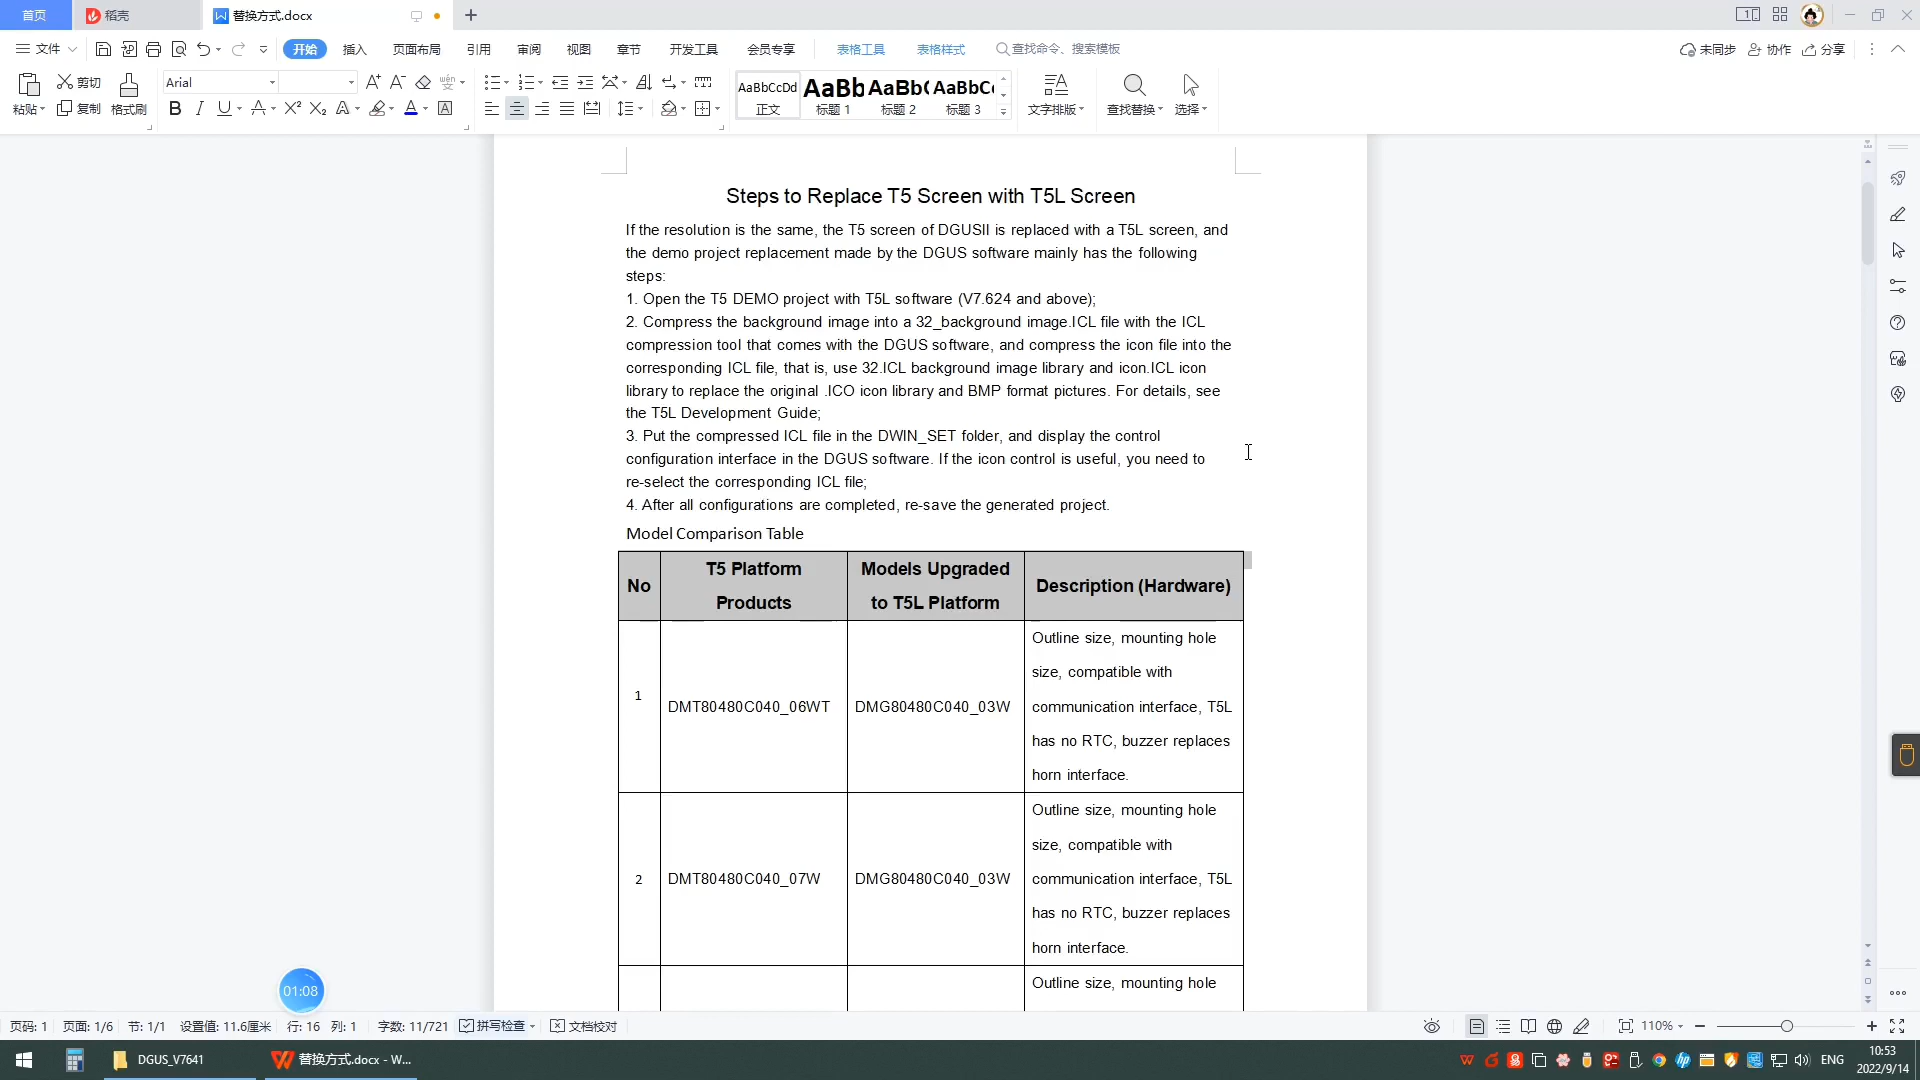 首页
稻壳
替换方式.docx
文件
开始
插入
页面布局
引用
审阅
视图
章节
开发工具
会员专享
表格工具
表格样式
查找命令、搜索模板
未同步
协作
分享
粘贴
剪切
复制
格式刷
Arial
AaBbCcDd
正文
AaBb
标题 1
AaBb(
标题 2
AaBbC(
标题 3
文字排版
查找替换
选择
Steps to Replace T5 Screen with T5L Screen
If the resolution is the same, the T5 screen of DGUSII is replaced with a T5L screen, and
the demo project replacement made by the DGUS software mainly has the following
steps:
1. Open the T5 DEMO project with T5L software (V7.624 and above);
2. Compress the background image into a 32_background image.ICL file with the ICL
compression tool that comes with the DGUS software, and compress the icon file into the
corresponding ICL file, that is, use 32.ICL background image library and icon.ICL icon
library to replace the original .ICO icon library and BMP format pictures. For details, see
the T5L Development Guide;
3. Put the compressed ICL file in the DWIN_SET folder, and display the control
configuration interface in the DGUS software. If the icon control is useful, you need to
re-select the corresponding ICL file;
4. After all configurations are completed, re-save the generated project.
Model Comparison Table
No
T5 Platform
Products
Models Upgraded
to T5L Platform
Description (Hardware)
1
DMT80480C040_06WT
DMG80480C040_03W
Outline size, mounting hole
size, compatible with
communication interface, T5L
has no RTC, buzzer replaces
horn interface.
2
DMT80480C040_07W
DMG80480C040_03W
Outline size, mounting hole
size, compatible with
communication interface, T5L
has no RTC, buzzer replaces
horn interface.
Outline size, mounting hole
01:08
页码: 1
页面: 1/6
节: 1/1
设置值: 11.6厘米
行: 16
列: 1
字数: 11/721
拼写检查
文档校对
110%
DGUS_V7641
替换方式.docx - W...
ENG
10:53
2022/9/14